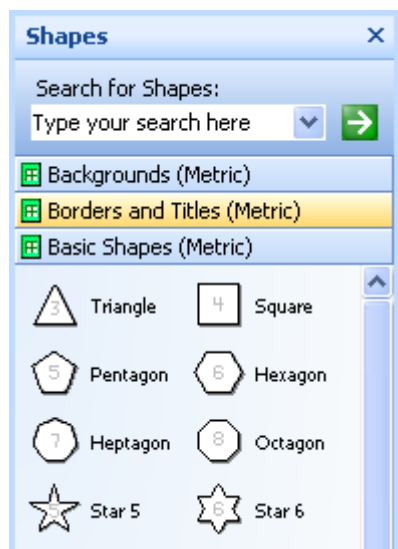 Shapes
Search for Shapes:
Type your search here
Backgrounds (Metric)
Borders and Titles (Metric)
Basic Shapes (Metric)
3 Triangle 4 Square
5 Pentagon 6 Hexagon
7 Heptagon 8 Octagon
5 Star 5 6 Star 6